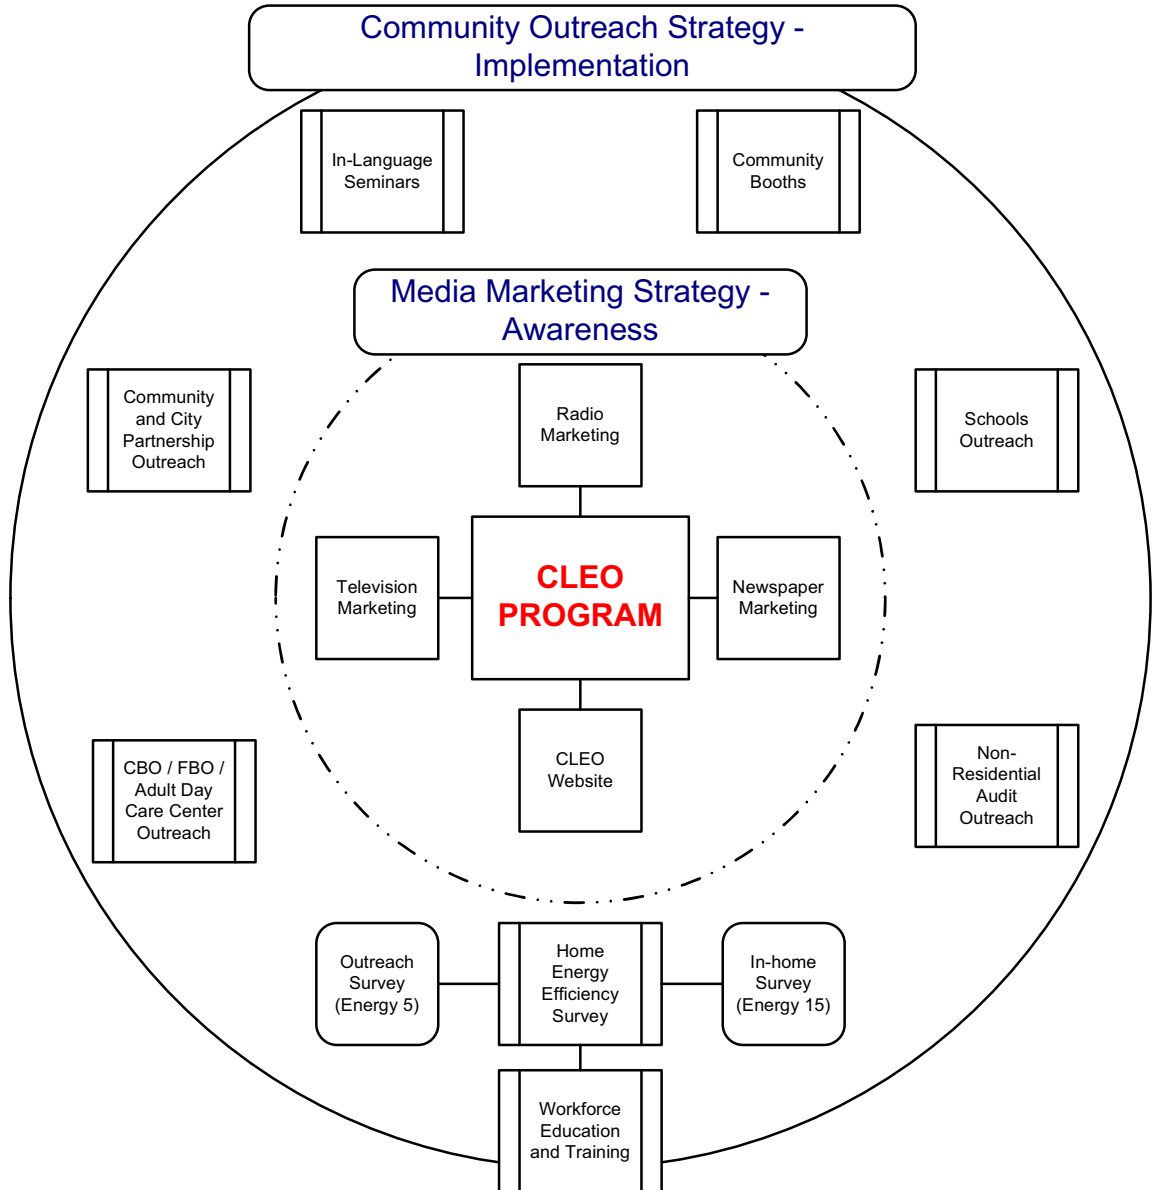 Community Outreach Strategy -
Implementation
In-Language
Seminars
Community
Booths
Media Marketing Strategy -
Awareness
Community
and City
Partnership
Outreach
Radio
Marketing
Schools
Outreach
Television
Marketing
CLEO
PROGRAM
Newspaper
Marketing
CBO / FBO /
Adult Day
Care Center
Outreach
CLEO
Website
Non-
Residential
Audit
Outreach
Outreach
Survey
(Energy 5)
Home
Energy
Efficiency
Survey
In-home
Survey
(Energy 15)
Workforce
Education
and Training